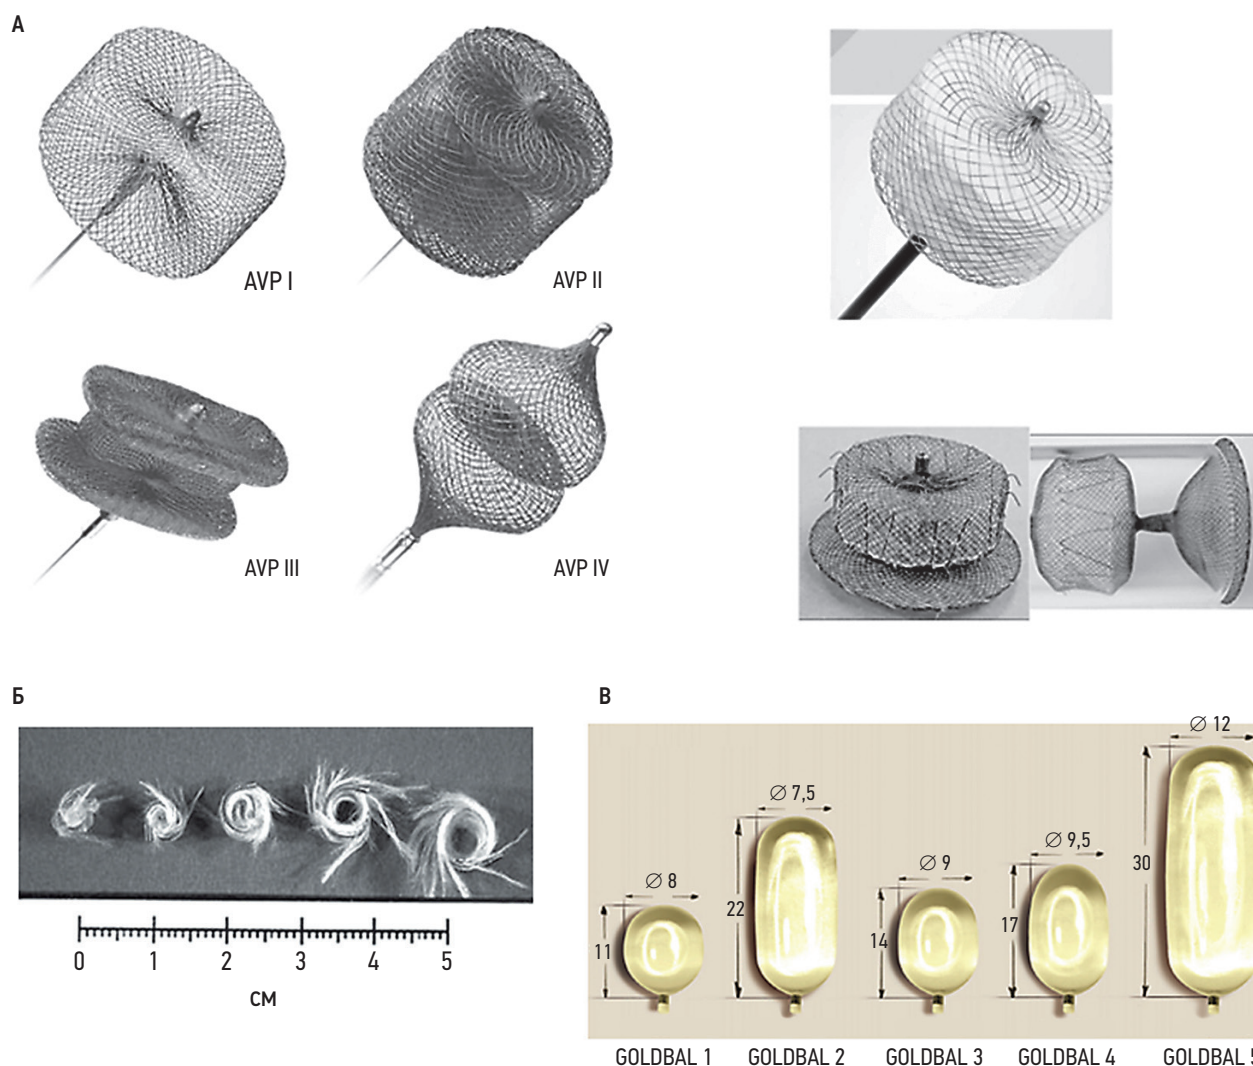 А
AVP I
AVP II
AVP III
AVP IV
Б
0 1 2 3 4 5
СМ
В
∅ 8
11
∅ 7,5
22
∅ 9
14
∅ 9,5
17
∅ 12
30
GOLDBAL 1
GOLDBAL 2
GOLDBAL 3
GOLDBAL 4
GOLDBAL 5